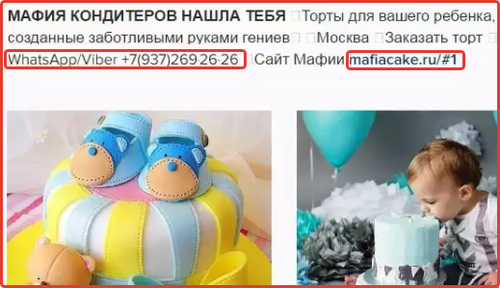 МАФИЯ КОНДИТЕРОВ НАШЛА ТЕБЯ Торты для вашего ребенка,
созданные заботливыми руками гениев Москва Заказать торт
WhatsApp/Viber +7(937)269-26-26 Сайт Мафии mafiacake.ru/#1